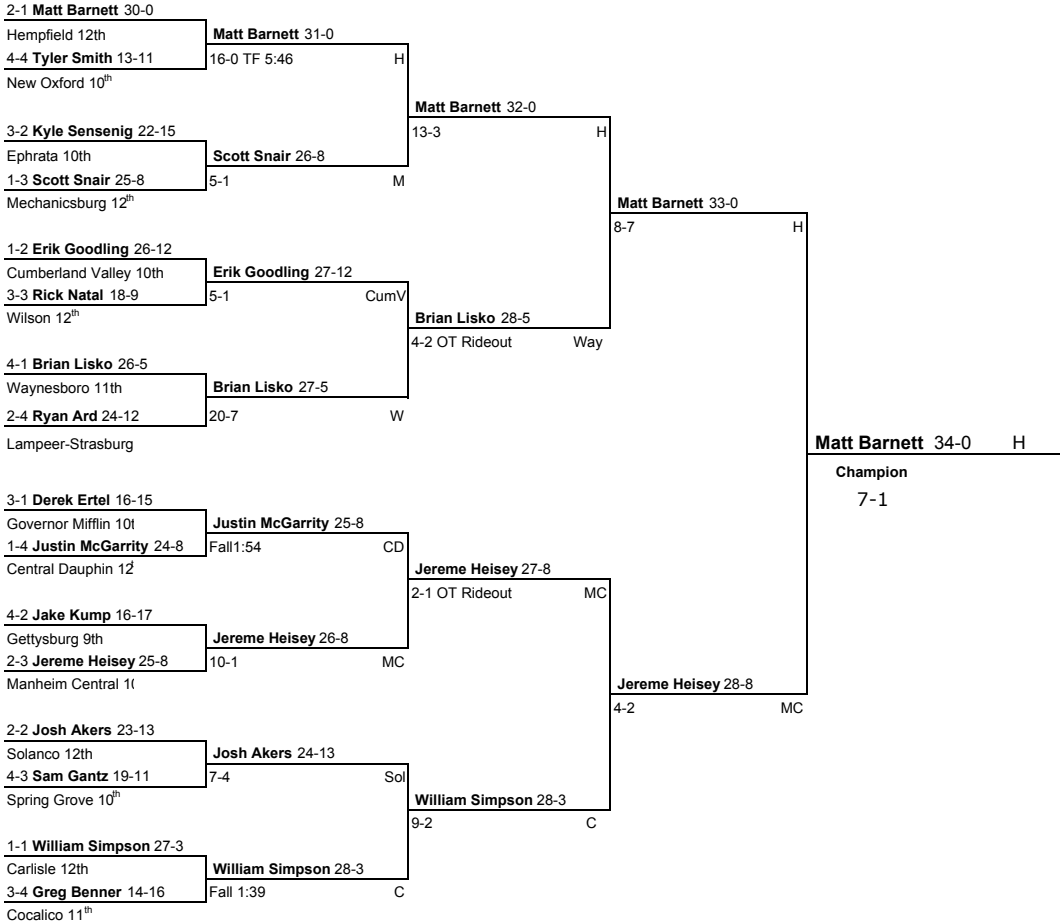 2-1 Matt Barnett 30-0
Hempfield 12th
4-4 Tyler Smith 13-11
New Oxford 10th
3-2 Kyle Sensenig 22-15
Ephrata 10th
1-3 Scott Snair 25-8
Mechanicsburg 12th
1-2 Erik Goodling 26-12
Cumberland Valley 10th
3-3 Rick Natal 18-9
Wilson 12th
4-1 Brian Lisko 26-5
Waynesboro 11th
2-4 Ryan Ard 24-12
Lampeer-Strasburg
3-1 Derek Ertel 16-15
Governor Mifflin 10t
1-4 Justin McGarrity 24-8
Central Dauphin 12
4-2 Jake Kump 16-17
Gettysburg 9th
2-3 Jereme Heisey 25-8
Manheim Central 1(
2-2 Josh Akers 23-13
Solanco 12th
4-3 Sam Gantz 19-11
Spring Grove 10th
1-1 William Simpson 27-3
Carlisle 12th
3-4 Greg Benner 14-16
Cocalico 11th
Matt Barnett 31-0
16-0 TF 5:46 H
Scott Snair 26-8
5-1 M
Erik Goodling 27-12
5-1 CumV
Brian Lisko 27-5
20-7 W
Justin McGarrity 25-8
Fall1:54 CD
Jereme Heisey 26-8
10-1 MC
Josh Akers 24-13
7-4 Sol
William Simpson 28-3
Fall 1:39 C
Matt Barnett 32-0
13-3 H
Brian Lisko 28-5
4-2 OT Rideout Way
Jereme Heisey 27-8
2-1 OT Rideout MC
William Simpson 28-3
9-2 C
Matt Barnett 33-0
8-7 H
Jereme Heisey 28-8
4-2 MC
Matt Barnett 34-0 H
Champion
7-1